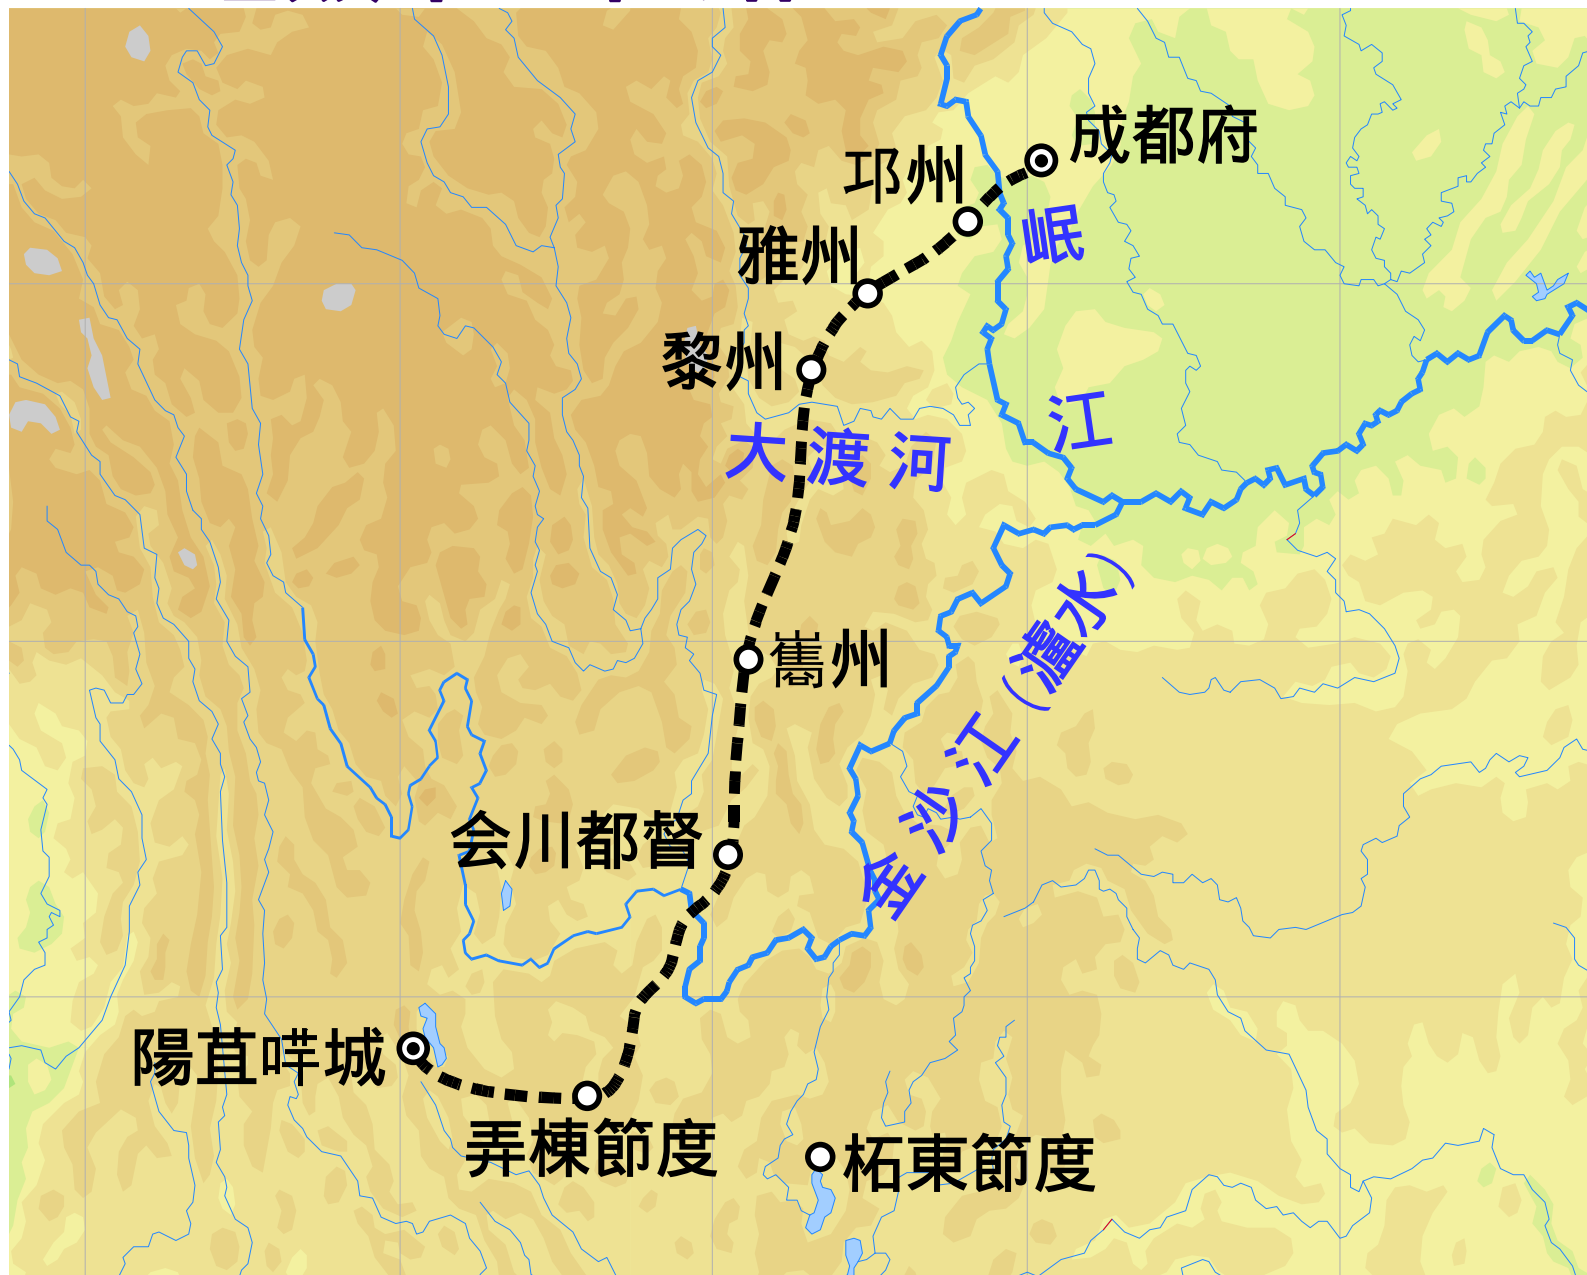 成都府
邛州
岷
雅州
黎州
江
大渡河
金沙江(瀘水)
巂州
会川都督
陽苴咩城
弄棟節度
柘東節度